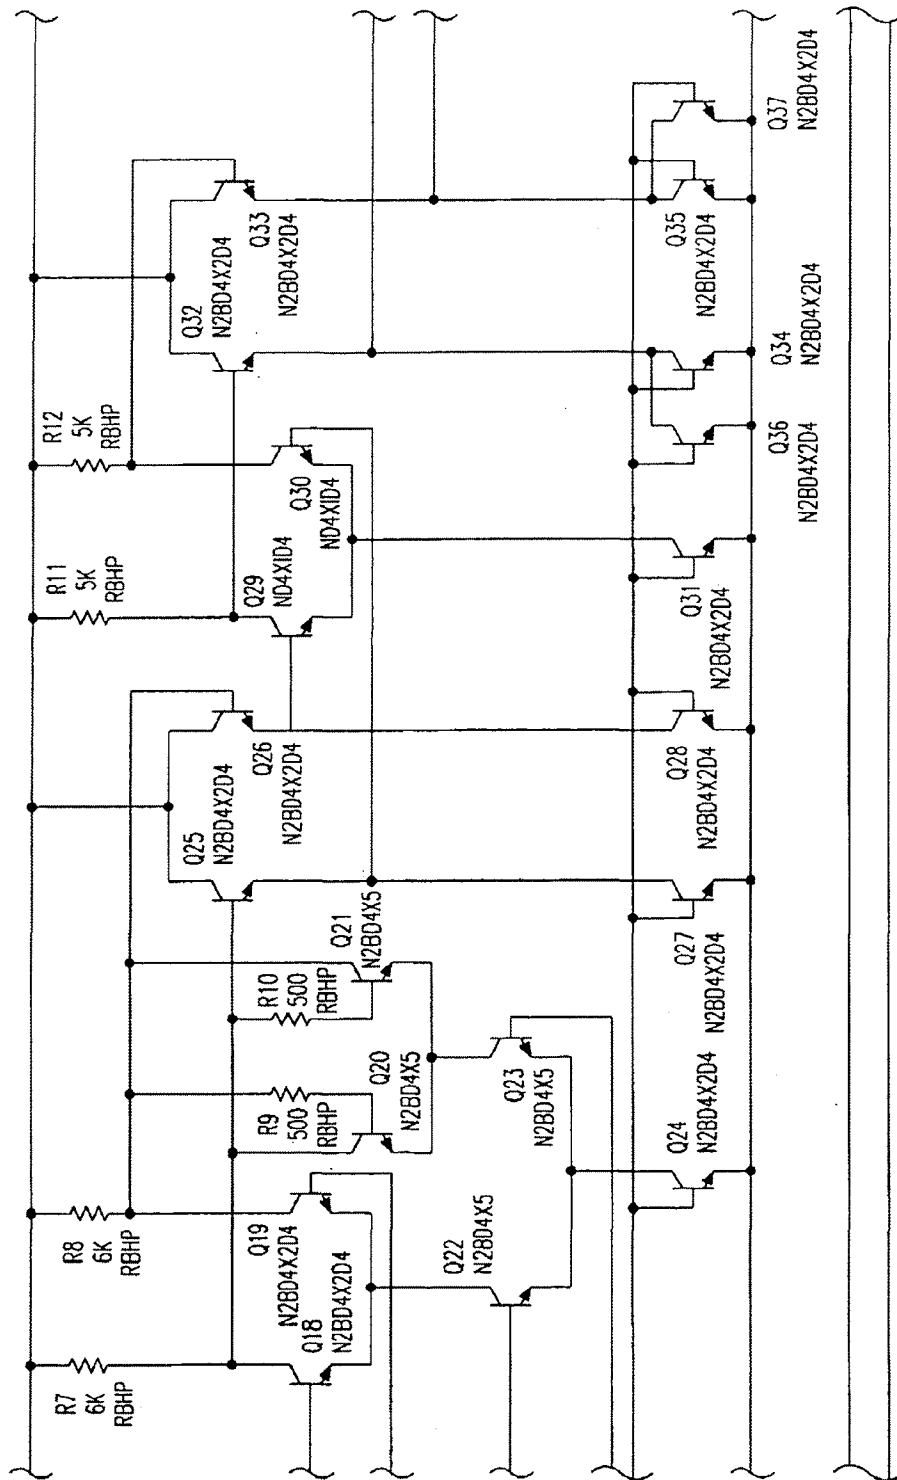 R7
6K
RBHP
R8
6K
RBHP
Q19
N2BD4X2D4
Q18
N2BD4X2D4
R9
500
RBHP
R10
500
RBHP
Q20
N2BD4X5
Q21
N2BD4X5
Q22
N2BD4X5
Q23
N2BD4X5
Q24
N2BD4X2D4
Q25
N2BD4X2D4
Q26
N2BD4X2D4
Q27
N2BD4X2D4
Q28
N2BD4X2D4
R11
5K
RBHP
R12
5K
RBHP
Q29
ND4X1D4
Q30
ND4X1D4
Q31
N2BD4X2D4
Q32
N2BD4X2D4
Q33
N2BD4X2D4
Q36
N2BD4X2D4
Q34
N2BD4X2D4
Q35
N2BD4X2D4
Q37
N2BD4X2D4